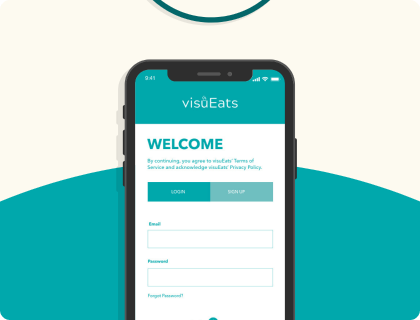 9:41
visuEats
WELCOME
By continuing, you agree to visuEats' Terms of
Service and acknowledge visuEats' Privacy Policy.
LOGIN SIGN UP
Email
Password
Forgot Password?